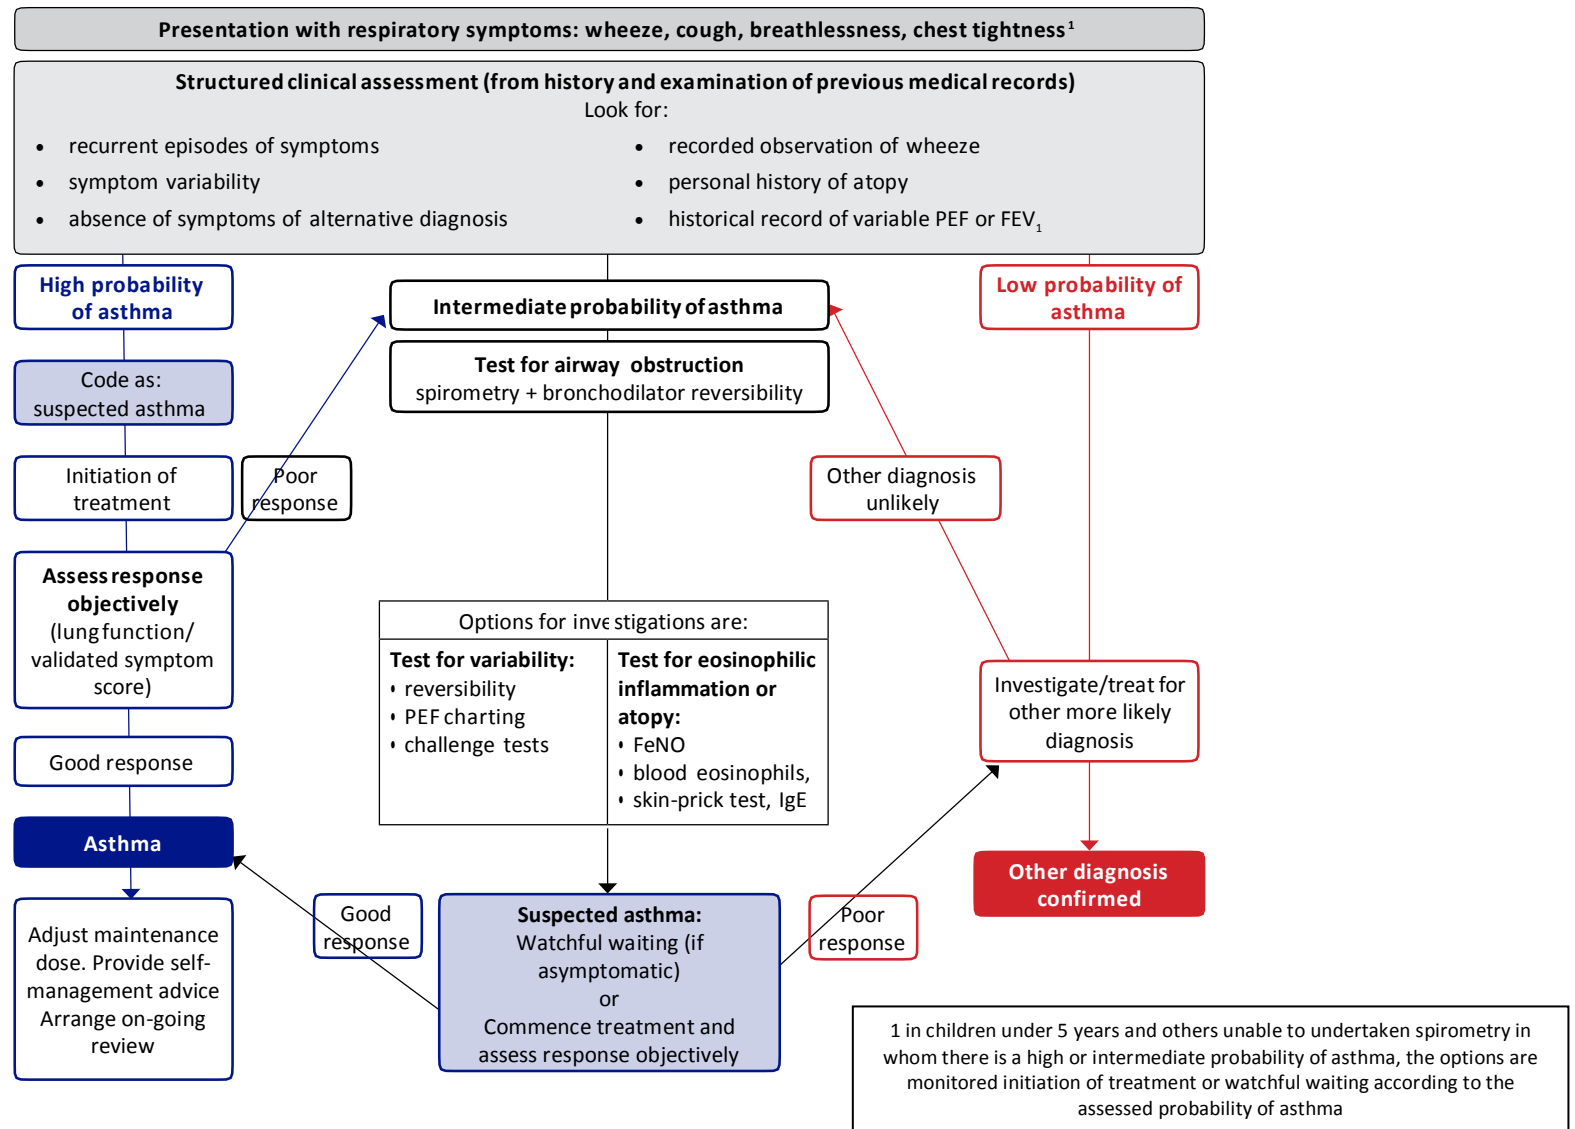 Presentation with respiratory symptoms: wheeze, cough, breathlessness, chest tightness1
Structured clinical assessment (from history and examination of previous medical records)
Look for:
• recurrent episodes of symptoms
• symptom variability
• absence of symptoms of alternative diagnosis
• recorded observation of wheeze
• personal history of atopy
• historical record of variable PEF or FEV1
High probability
of asthma
Code as:
suspected asthma
Initiation of
treatment
Poor
response
Assess response
objectively
(lung function/
validated symptom
score)
Good response
Asthma
Adjust maintenance
dose. Provide self-
management advice
Arrange on-going
review
Intermediate probability of asthma
Test for airway obstruction
spirometry + bronchodilator reversibility
Options for investigations are:
Test for variability:
• reversibility
• PEF charting
• challenge tests
Test for eosinophilic
inflammation or
atopy:
• FeNO
• blood eosinophils,
• skin-prick test, IgE
Good
response
Suspected asthma:
Watchful waiting (if
asymptomatic)
or
Commence treatment and
assess response objectively
Poor
response
Low probability of
asthma
Other diagnosis
unlikely
Investigate/treat for
other more likely
diagnosis
Other diagnosis
confirmed
1 in children under 5 years and others unable to undertaken spirometry in
whom there is a high or intermediate probability of asthma, the options are
monitored initiation of treatment or watchful waiting according to the
assessed probability of asthma